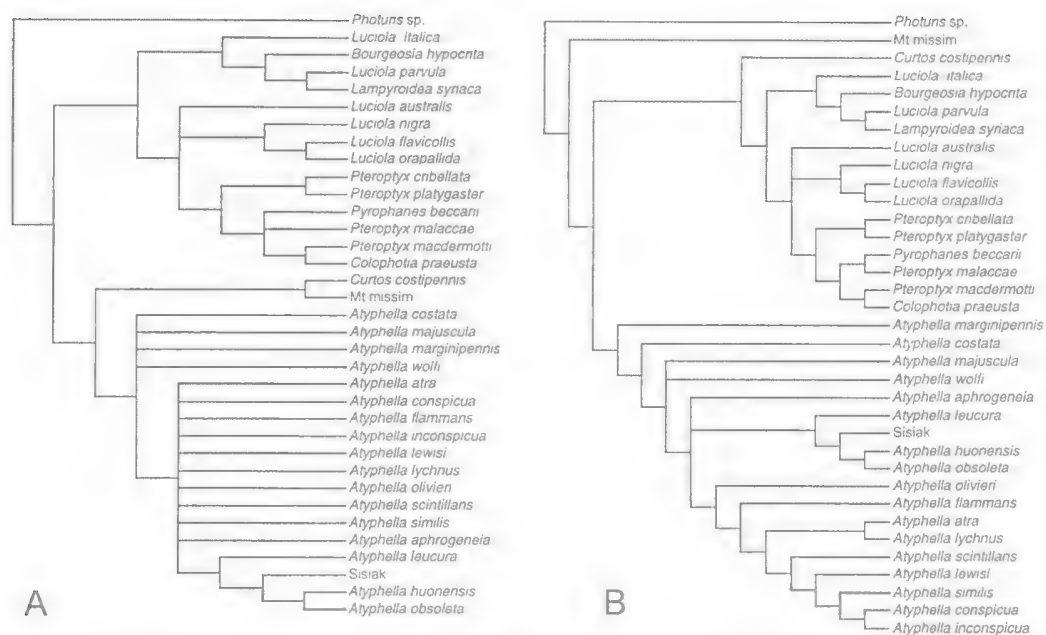 Photuris sp.
Luciola italica
Bourgeosia hypocrita
Luciola parvula
Lampyroidea syriaca
Luciola australis
Luciola nigra
Luciola flavicollis
Luciola orapallida
Pteroptyx cribellata
Pteroptyx platygaster
Pyrophanes beccarii
Pteroptyx malaccae
Pteroptyx macdermotti
Colophotia praeusta
Curtos costipennis
Mt missim
Atyphella costata
Atyphella majuscula
Atyphella marginipennis
Atyphella wolfi
Atyphella atra
Atyphella conspicua
Atyphella flammans
Atyphella inconspicua
Atyphella lewisi
Atyphella lychnus
Atyphella olivieri
Atyphella scintillans
Atyphella similis
Atyphella aphrogeneia
Atyphella leucura
Sisiak
Atyphella huonensis
Atyphella obsoleta
A
Photuris sp.
Mt missim
Curtos costipennis
Luciola italica
Bourgeosia hypocrita
Luciola parvula
Lampyroidea syriaca
Luciola australis
Luciola nigra
Luciola flavicollis
Luciola orapallida
Pteroptyx cribellata
Pteroptyx platygaster
Pyrophanes beccarii
Pteroptyx malaccae
Pteroptyx macdermotti
Colophotia praeusta
Atyphella marginipennis
Atyphella costata
Atyphella majuscula
Atyphella wolfi
Atyphella aphrogeneia
Atyphella leucura
Sisiak
Atyphella huonensis
Atyphella obsoleta
Atyphella olivieri
Atyphella flammans
Atyphella atra
Atyphella lychnus
Atyphella scintillans
Atyphella lewisi
Atyphella similis
Atyphella conspicua
Atyphella inconspicua
B